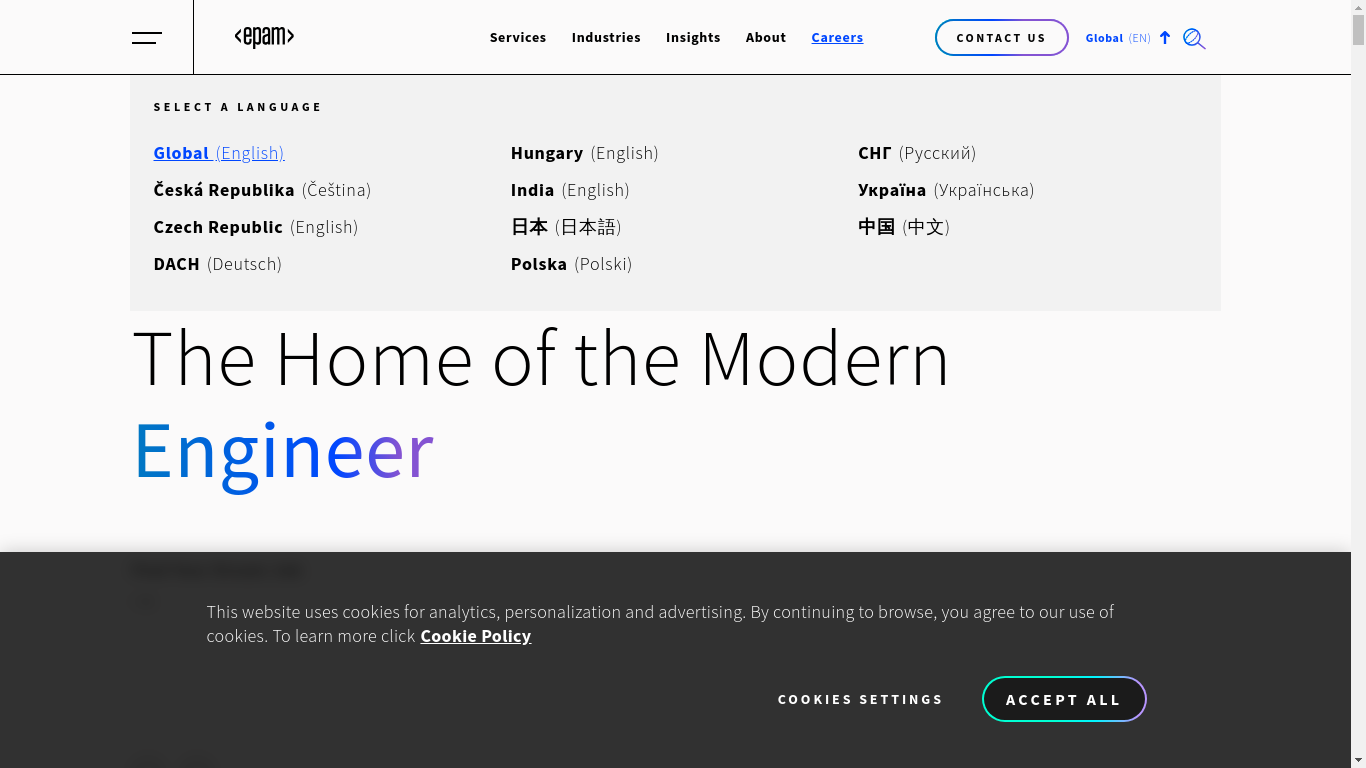 <epam>
Services Industries Insights About Careers
CONTACT US
Global (EN)
SELECT A LANGUAGE
Global (English)
Česká Republika (Čeština)
Czech Republic (English)
DACH (Deutsch)
Hungary (English)
India (English)
日本 (日本語)
Polska (Polski)
СНГ (Русский)
Україна (Українська)
中国 (中文)
The Home of the Modern
Engineer
This website uses cookies for analytics, personalization and advertising. By continuing to browse, you agree to our use of
cookies. To learn more click Cookie Policy
COOKIES SETTINGS
ACCEPT ALL